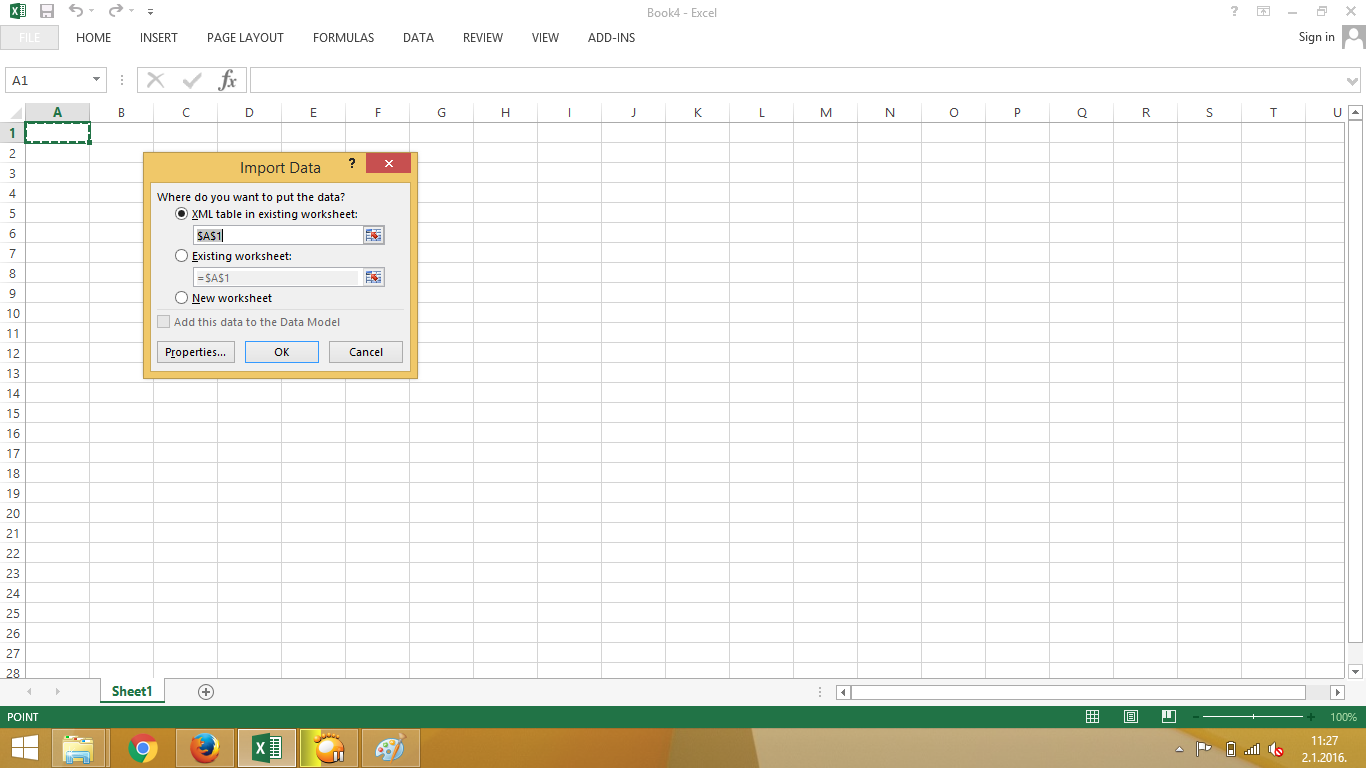 Book4 - Excel
?
FILE HOME INSERT PAGE LAYOUT FORMULAS DATA REVIEW VIEW ADD-INS Sign in
A1 fx
A B C D E F G H I J K L M N O P Q R S T U
1
2
3
4
5
6
7
8
9
10
11
12
13
14
15
16
17
18
19
20
21
22
23
24
25
26
27
28
Import Data ?
Where do you want to put the data?
XML table in existing worksheet:
$A$1
Existing worksheet:
=$A$1
New worksheet
Add this data to the Data Model
Properties... OK Cancel
Sheet1
POINT 100%
11:27
2.1.2016.